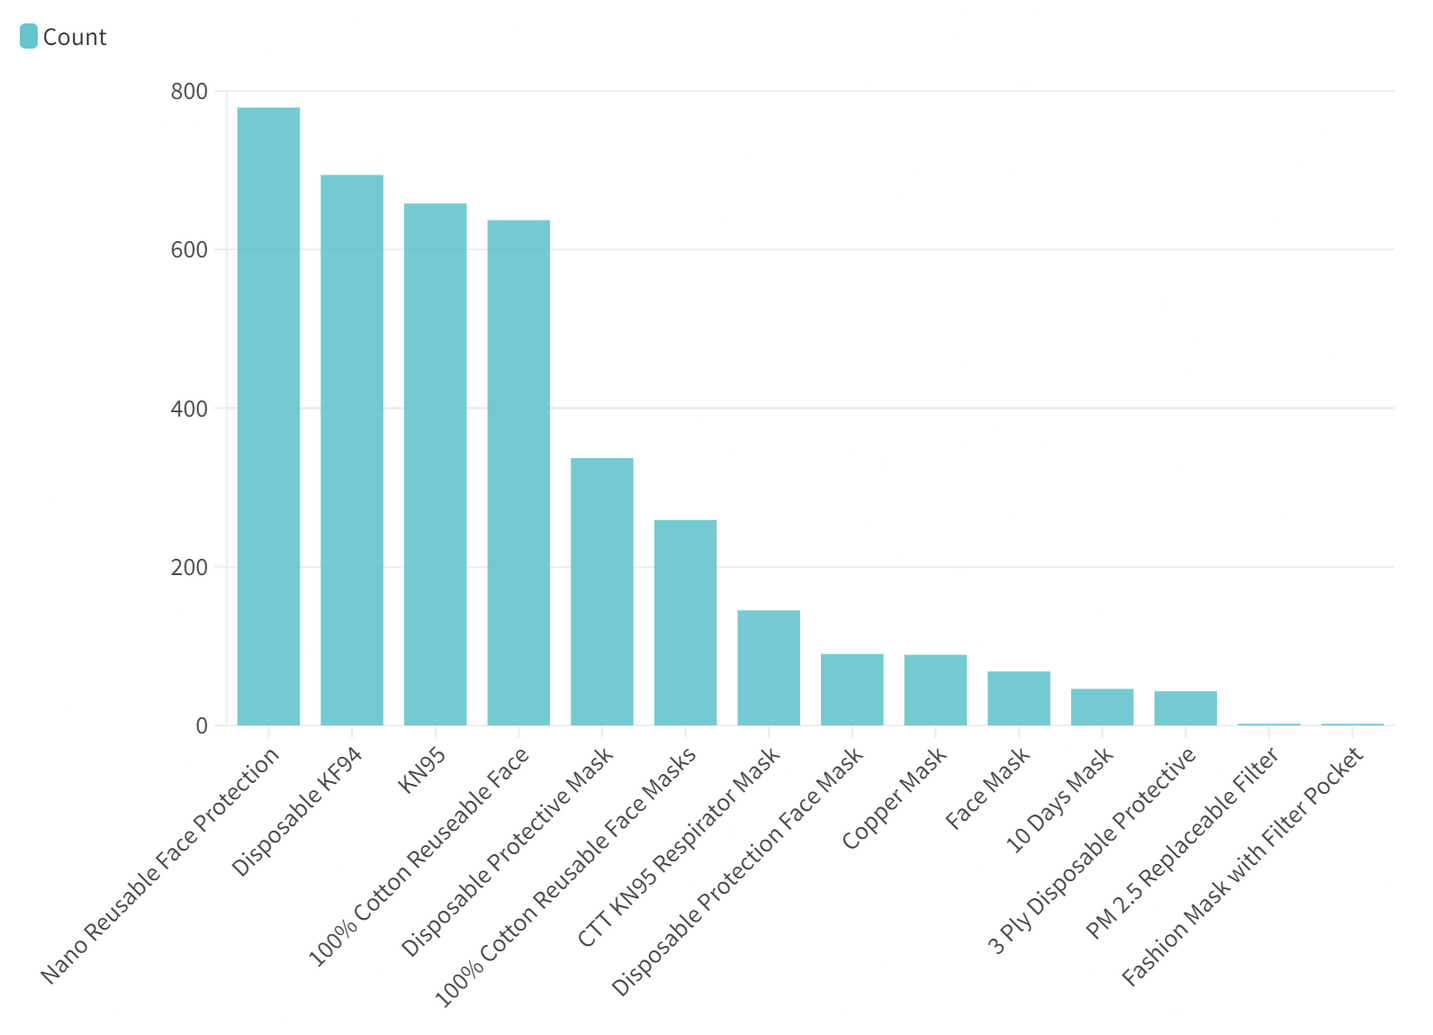 Count
800
600
400
200
0
Nano Reusable Face Protection
Disposable KF94
KN95
100% Cotton Reuseable Face
Disposable Protective Mask
100% Cotton Reusable Face Masks
CTT KN95 Respirator Mask
Disposable Protection Face Mask
Copper Mask
Face Mask
10 Days Mask
3 Ply Disposable Protective
PM 2.5 Replaceable Filter
Fashion Mask with Filter Pocket